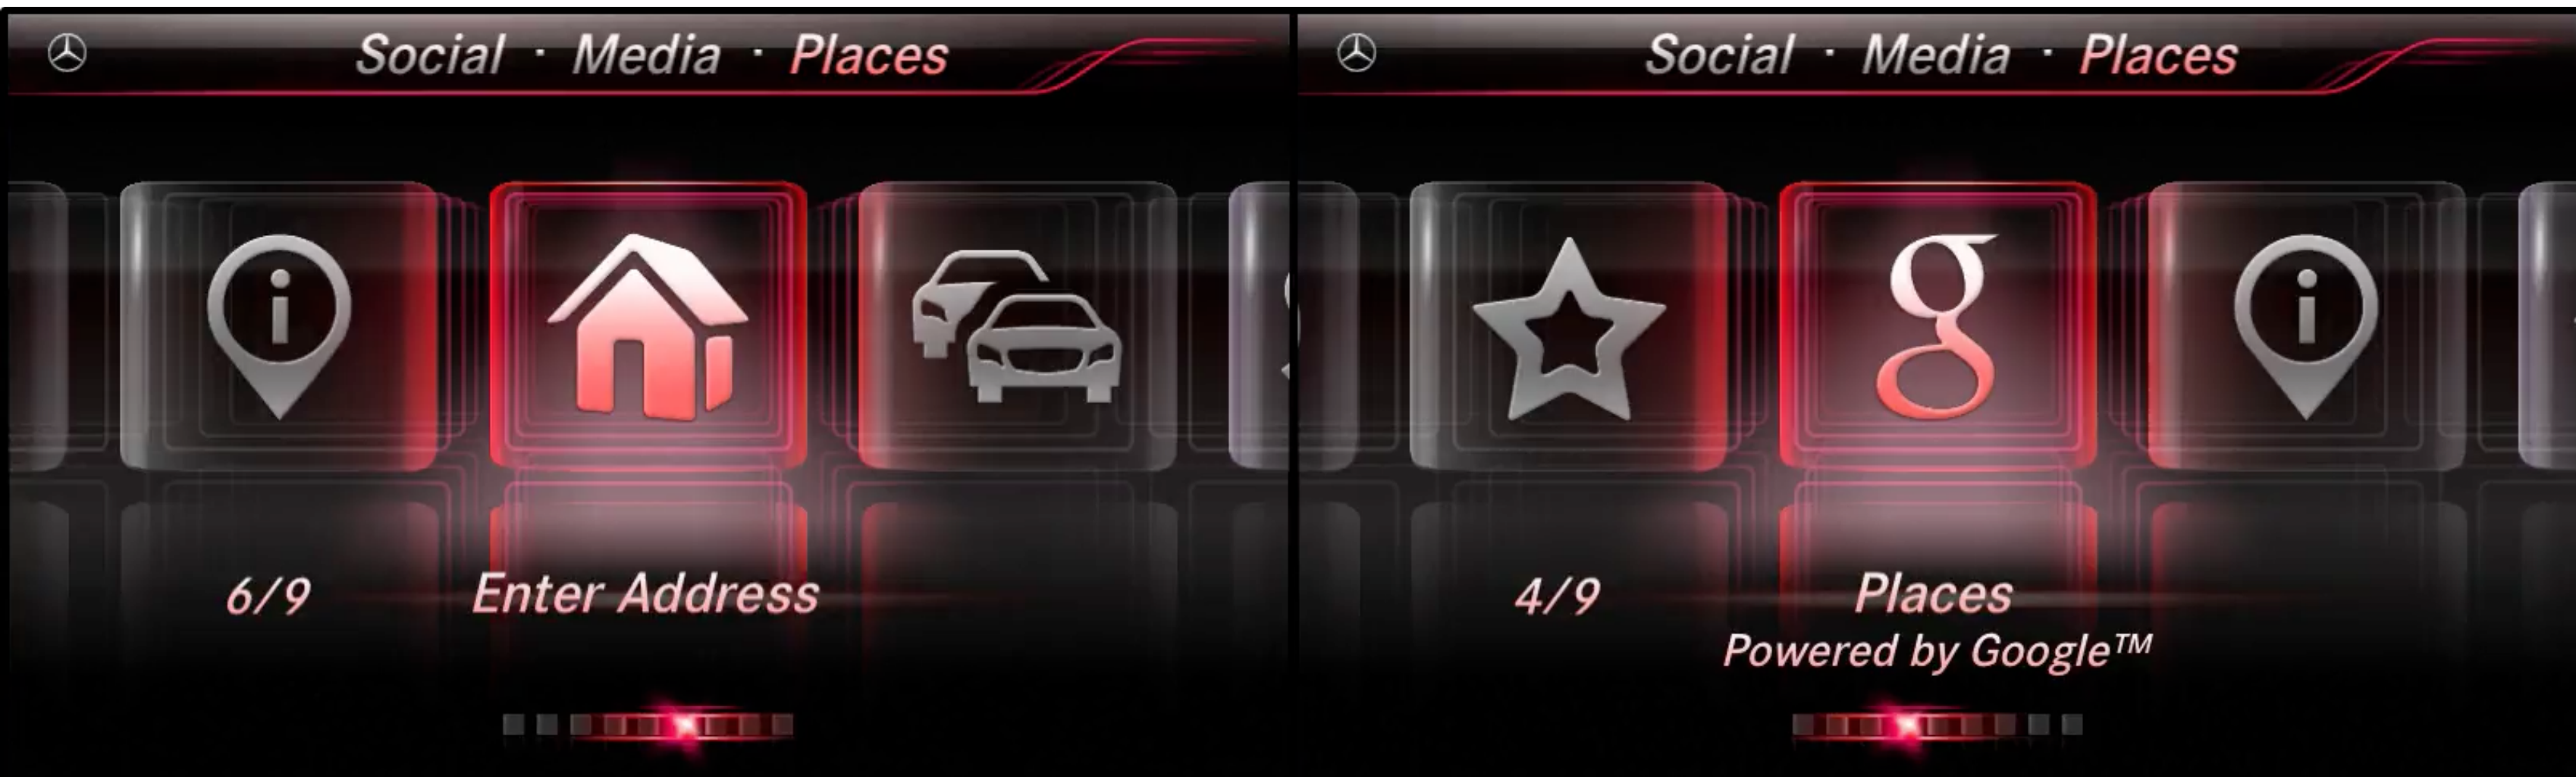 Social · Media · Places
i
6/9 Enter Address
Social · Media · Places
g
i
4/9 Places
Powered by Google™